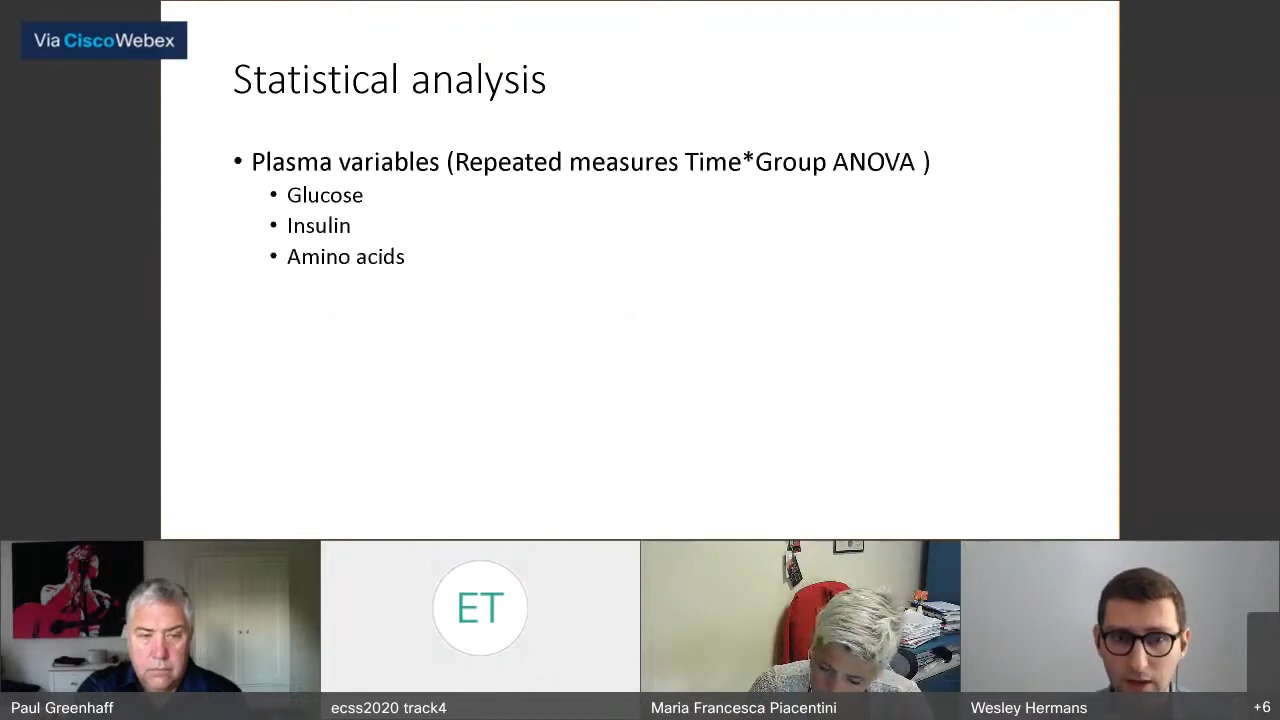 Via CiscoWebex
Statistical analysis
• Plasma variables (Repeated measures Time*Group ANOVA )
• Glucose
• Insulin
• Amino acids
ET
Paul Greenhaff
ecss2020 track4
Maria Francesca Piacentini
Wesley Hermans
+6